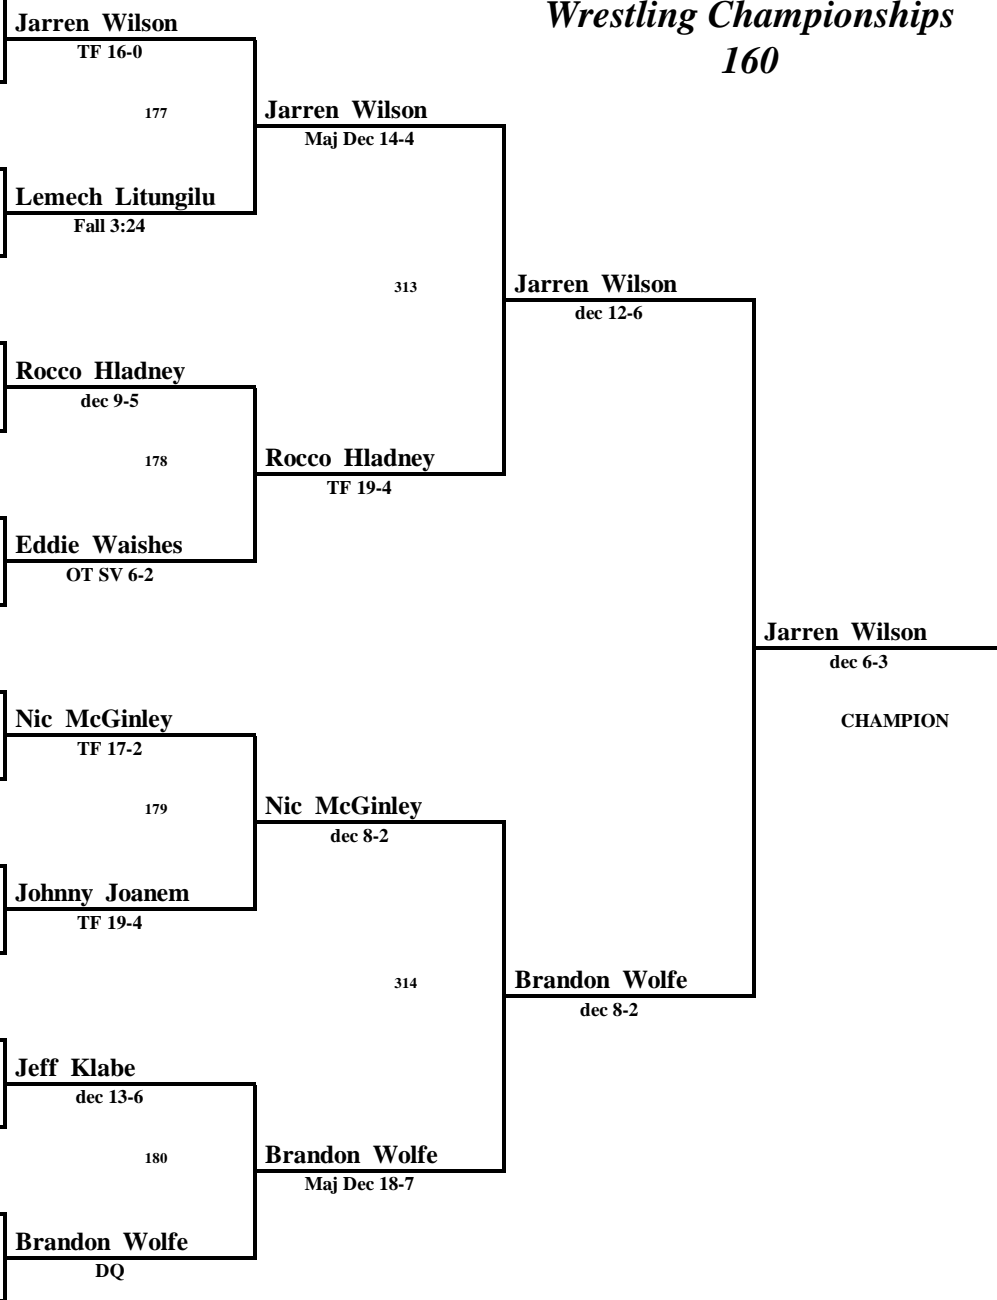 Wrestling Championships
160
Jarren Wilson
TF 16-0
177
Jarren Wilson
Maj Dec 14-4
Lemech Litungilu
Fall 3:24
313
Jarren Wilson
dec 12-6
Rocco Hladney
dec 9-5
178
Rocco Hladney
TF 19-4
Eddie Waishes
OT SV 6-2
Jarren Wilson
dec 6-3
CHAMPION
Nic McGinley
TF 17-2
179
Nic McGinley
dec 8-2
Johnny Joanem
TF 19-4
314
Brandon Wolfe
dec 8-2
Jeff Klabe
dec 13-6
180
Brandon Wolfe
Maj Dec 18-7
Brandon Wolfe
DQ